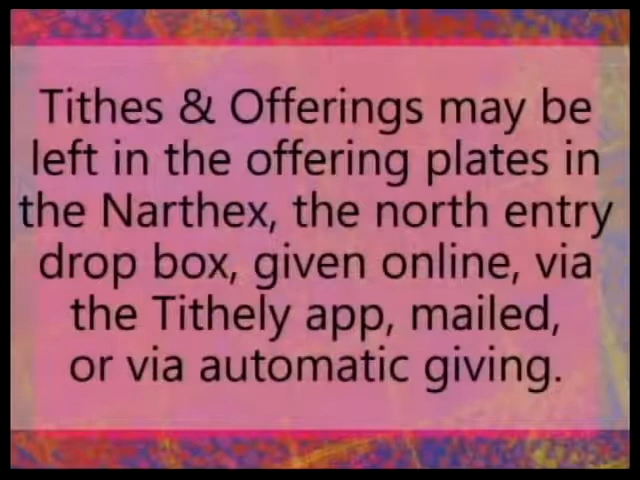 Tithes & Offerings may be
left in the offering plates in
the Narthex, the north entry
drop box, given online, via
the Tithely app, mailed,
or via automatic giving.